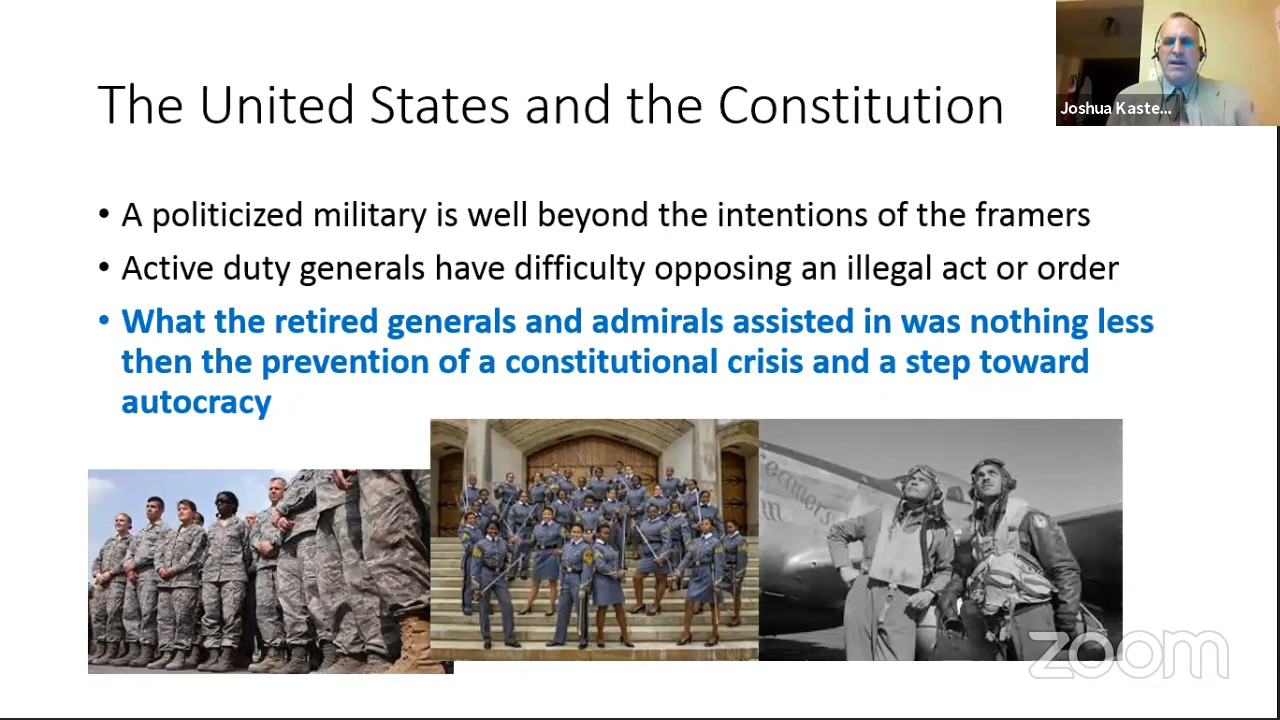 The United States and the Constitution
Joshua Kaste...
• A politicized military is well beyond the intentions of the framers
• Active duty generals have difficulty opposing an illegal act or order
• What the retired generals and admirals assisted in was nothing less
then the prevention of a constitutional crisis and a step toward
autocracy
zoom